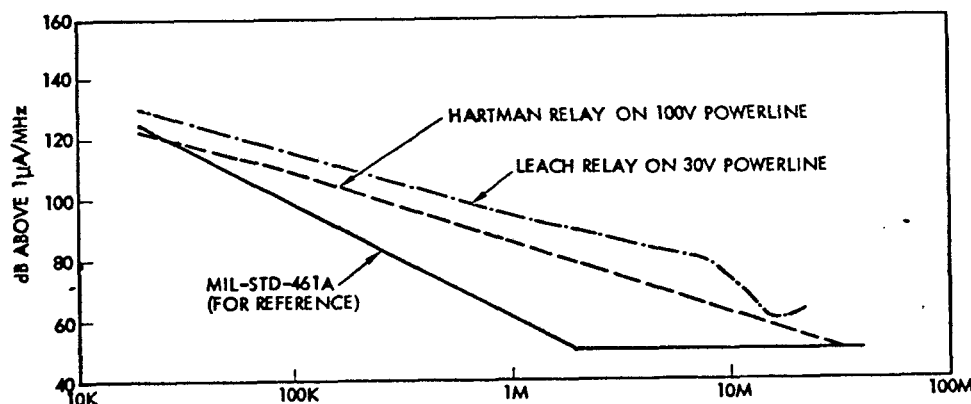 160
140
120
100
80
60
40
dB ABOVE 1μA/MHz
HARTMAN RELAY ON 100V POWERLINE
LEACH RELAY ON 30V POWERLINE
MIL-STD-461A
(FOR REFERENCE)
10K
100K
1M
10M
100M